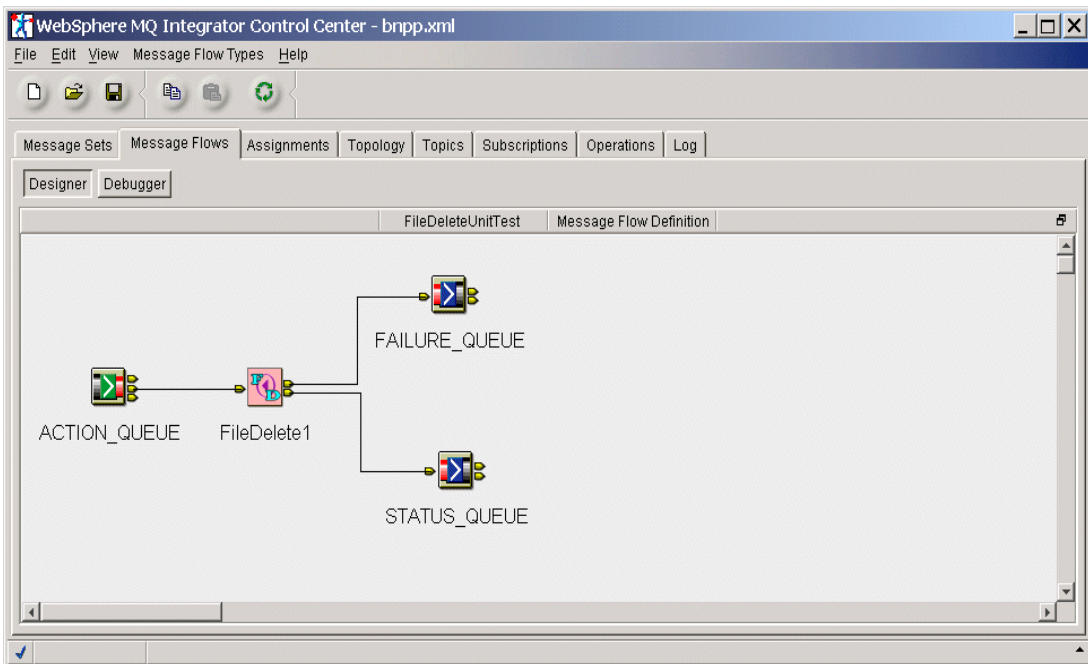 WebSphere MQ Integrator Control Center - bnpp.xml
File Edit View Message Flow Types Help
Message Sets Message Flows Assignments Topology Topics Subscriptions Operations Log
Designer Debugger
FileDeleteUnitTest Message Flow Definition
FAILURE_QUEUE
F D
ACTION_QUEUE FileDelete1
STATUS_QUEUE